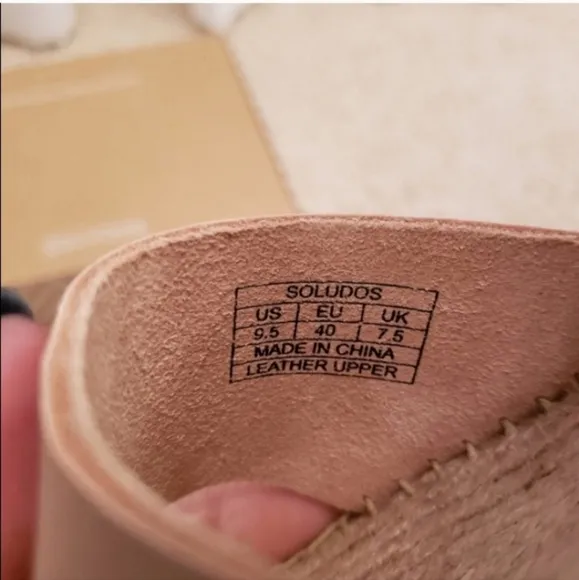 SOLUDOS
US EU UK
9.5 40 7.5
MADE IN CHINA
LEATHER UPPER